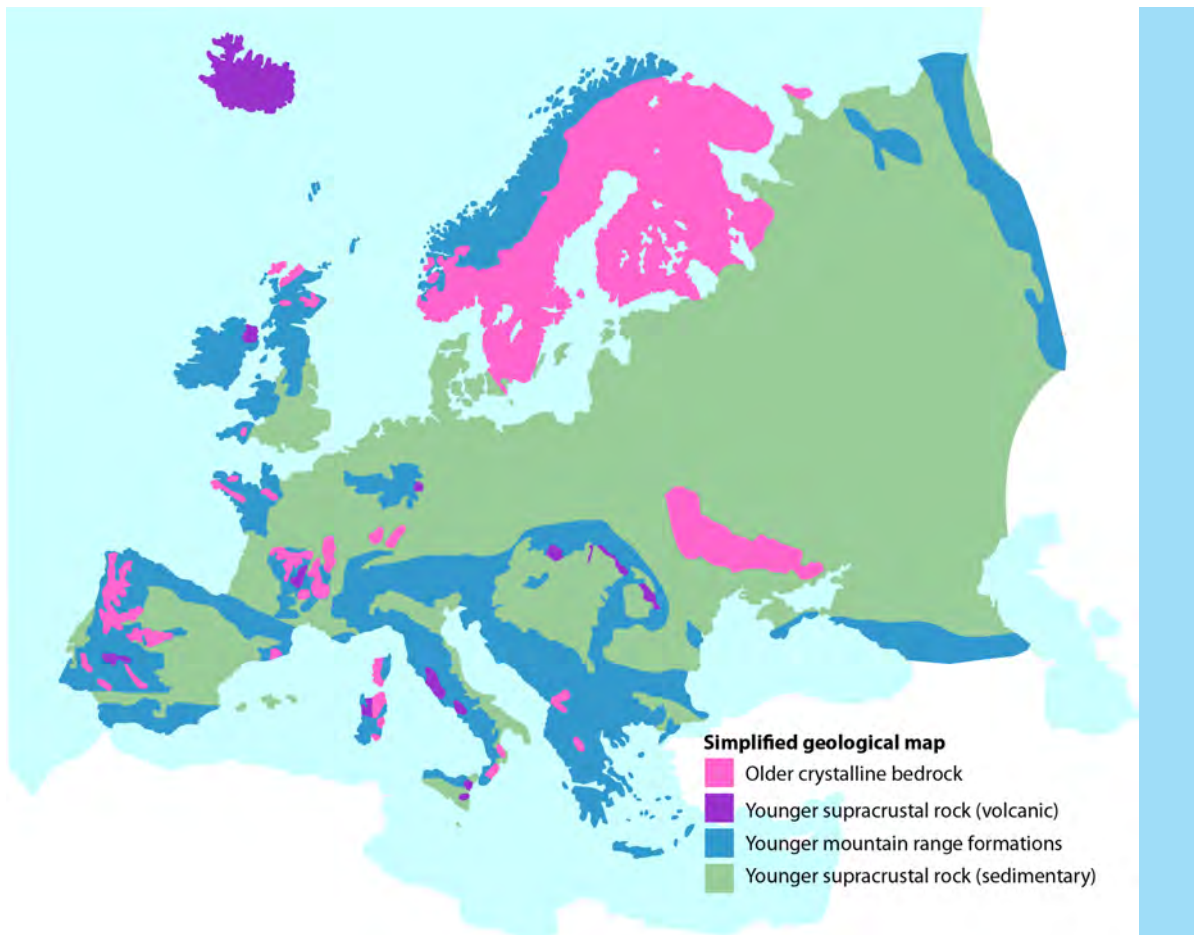 Simplified geological map
Older crystalline bedrock
Younger supracrustal rock (volcanic)
Younger mountain range formations
Younger supracrustal rock (sedimentary)